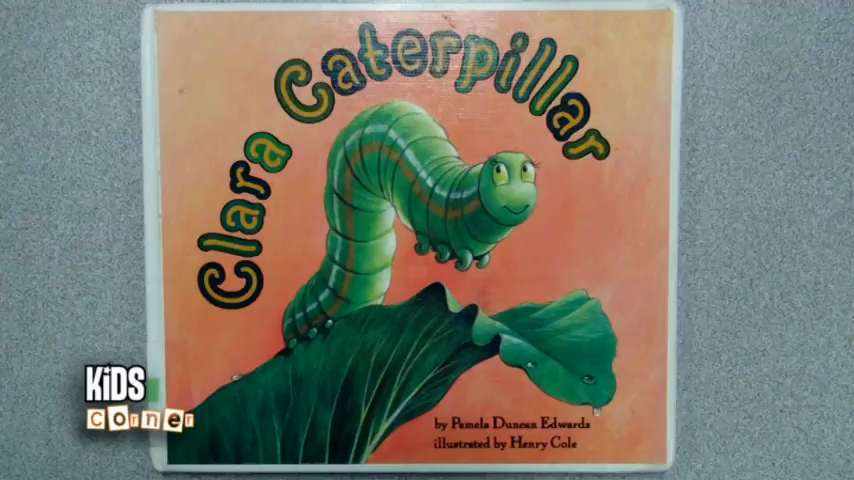 Clara Caterpillar
by Pamela Duncan Edwards
illustrated by Henry Cole
KiDS
Corner